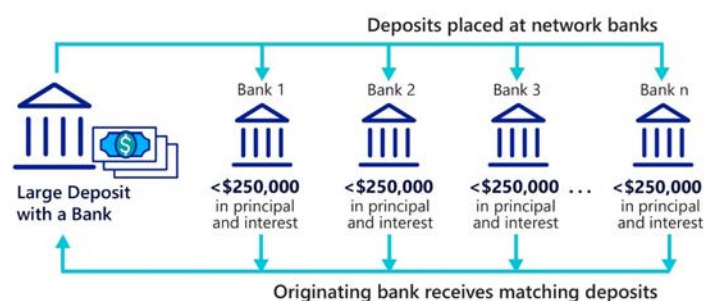 Deposits placed at network banks
Bank 1
Bank 2
Bank 3
Bank n
$
Large Deposit
with a Bank
<$250,000
in principal
and interest
<$250,000
in principal
and interest
<$250,000
in principal
and interest
...
<$250,000
in principal
and interest
Originating bank receives matching deposits